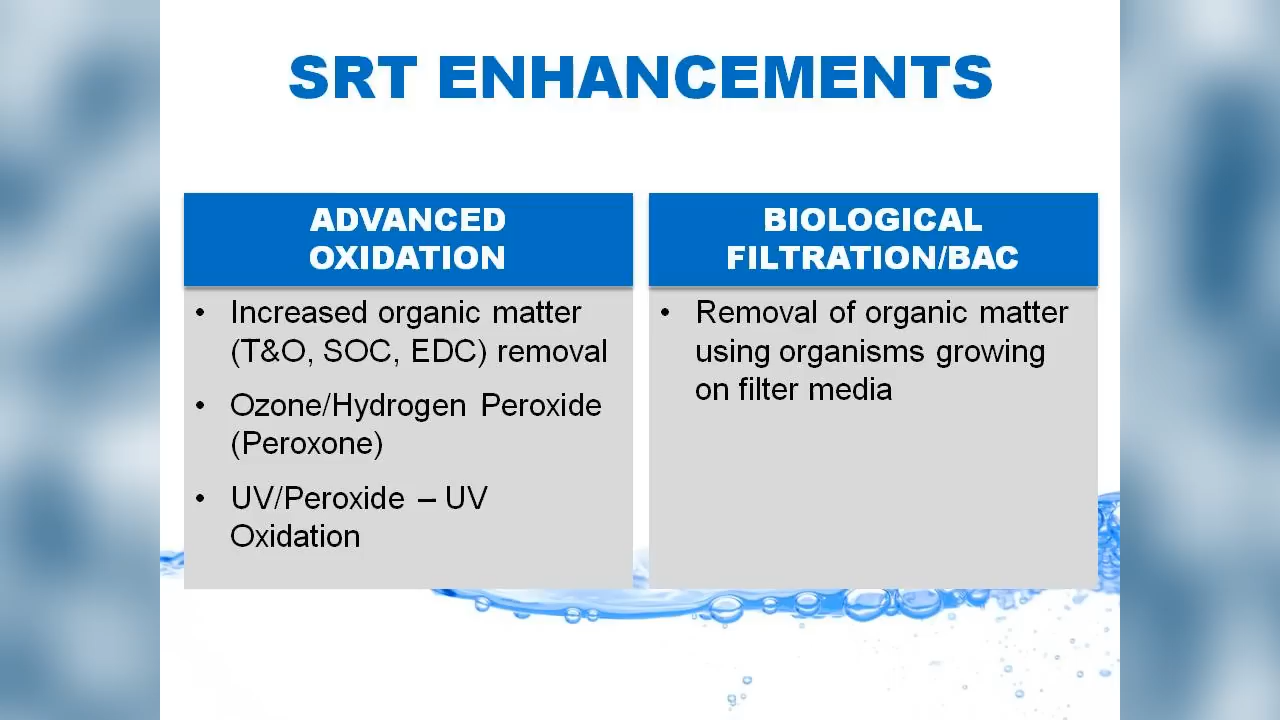 SRT ENHANCEMENTS
ADVANCED
OXIDATION
• Increased organic matter
(T&O, SOC, EDC) removal
• Ozone/Hydrogen Peroxide
(Peroxone)
• UV/Peroxide – UV
Oxidation
BIOLOGICAL
FILTRATION/BAC
• Removal of organic matter
using organisms growing
on filter media